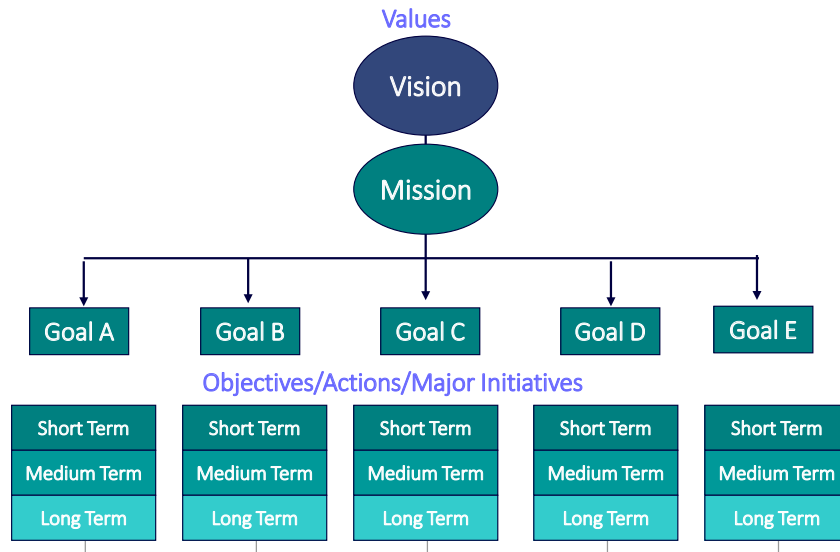 Values
Vision
Mission
Goal A
Goal B
Goal C
Goal D
Goal E
Objectives/Actions/Major Initiatives
Short Term
Medium Term
Long Term
Short Term
Medium Term
Long Term
Short Term
Medium Term
Long Term
Short Term
Medium Term
Long Term
Short Term
Medium Term
Long Term